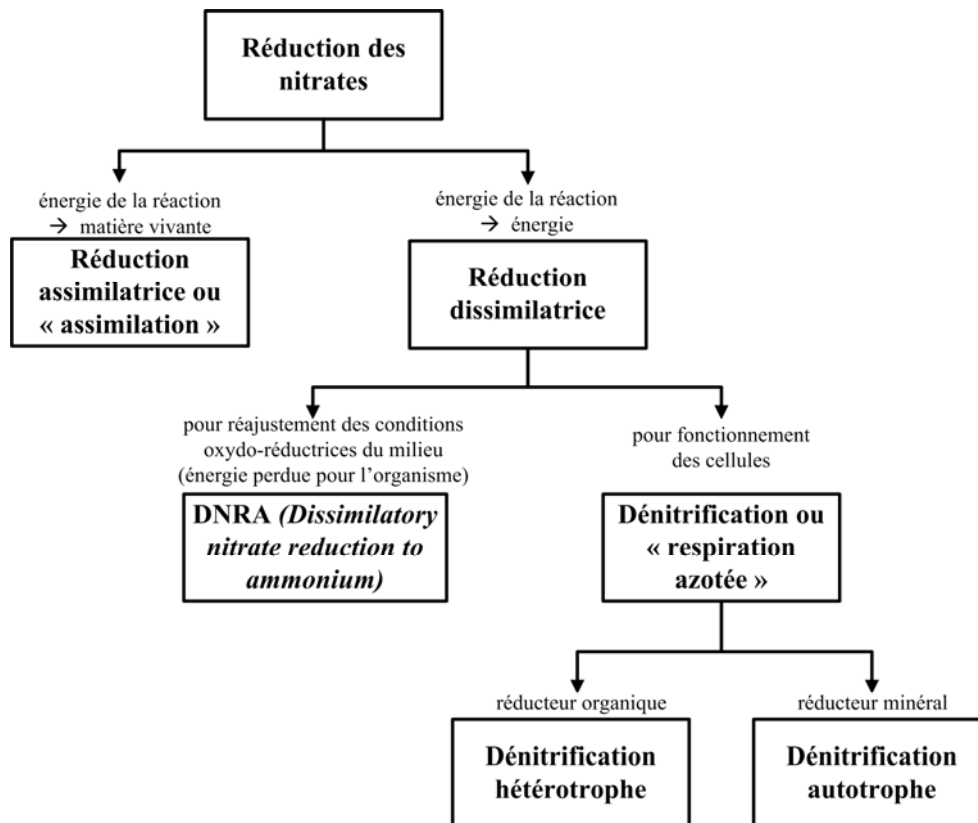 Réduction des
nitrates
énergie de la réaction
→ matière vivante
Réduction
assimilatrice ou
« assimilation »
énergie de la réaction
→ énergie
Réduction
dissimilatrice
pour réajustement des conditions
oxydo-réductrices du milieu
(énergie perdue pour l’organisme)
DNRA (Dissimilatory
nitrate reduction to
ammonium)
pour fonctionnement
des cellules
Dénitrification ou
« respiration
azotée »
réducteur organique
Dénitrification
hétérotrophe
réducteur minéral
Dénitrification
autotrophe